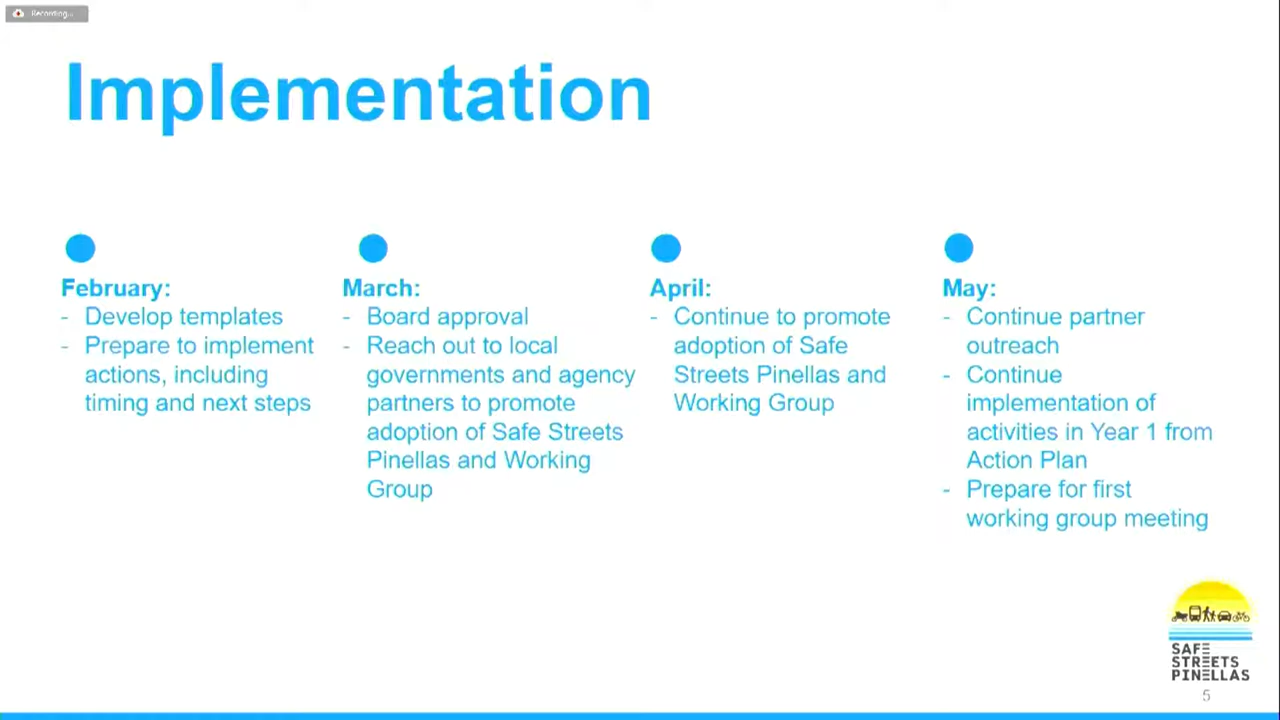 Recording...
Implementation
February:
- Develop templates
- Prepare to implement
actions, including
timing and next steps
March:
- Board approval
- Reach out to local
governments and agency
partners to promote
adoption of Safe Streets
Pinellas and Working
Group
April:
- Continue to promote
adoption of Safe
Streets Pinellas and
Working Group
May:
- Continue partner
outreach
- Continue
implementation of
activities in Year 1 from
Action Plan
- Prepare for first
working group meeting
SAFE
STREETS
PINELLAS
5